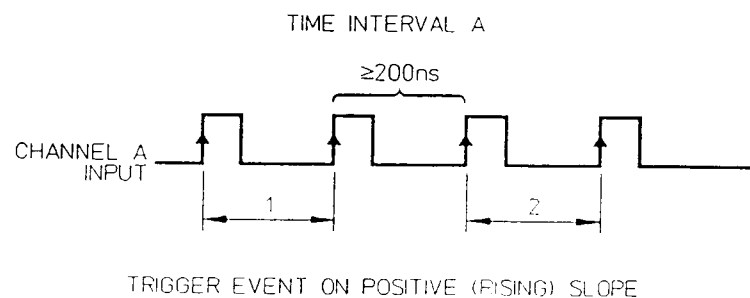 TIME INTERVAL A
≥200ns
CHANNEL A
INPUT
1
2
TRIGGER EVENT ON POSITIVE (RISING) SLOPE